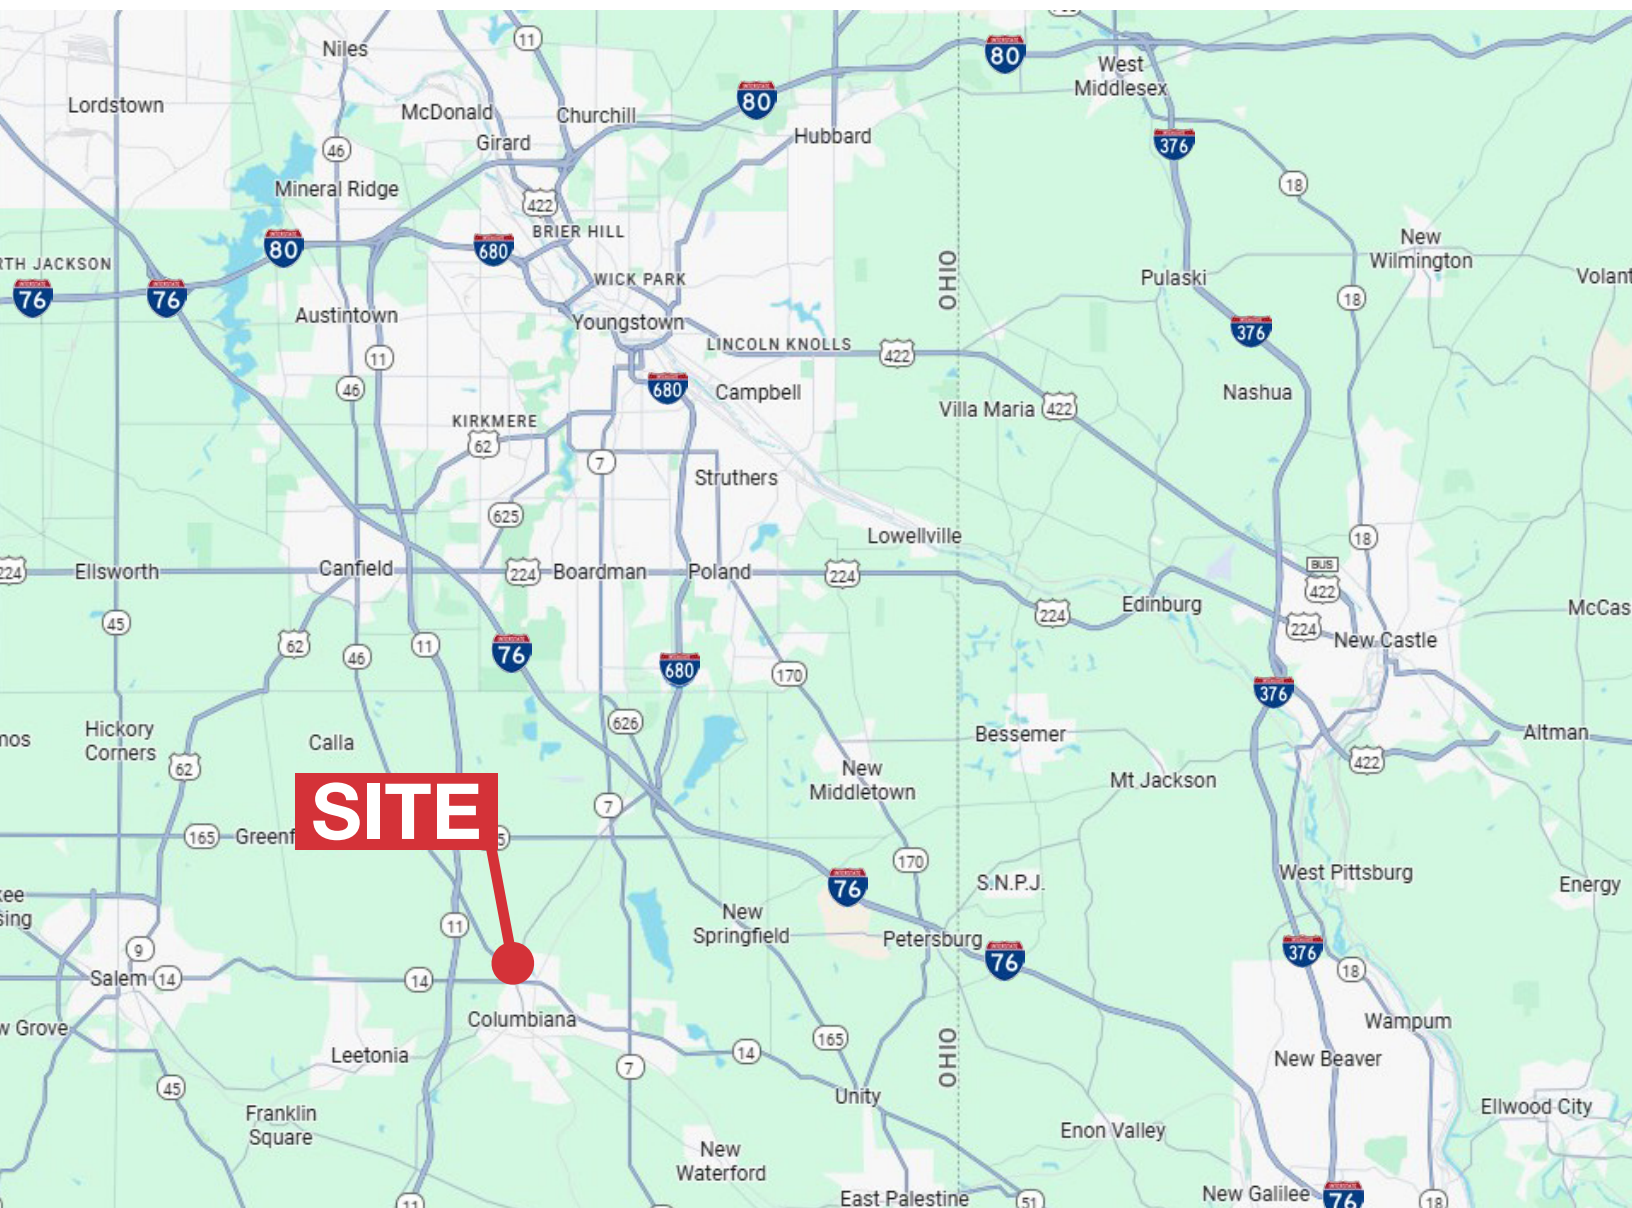 11
Niles
80
West
Middlesex
Lordstown
McDonald
Churchill
80
Girard
Hubbard
376
46
Mineral Ridge
18
422
BRIER HILL
80
680
New
Wilmington
RTH JACKSON
WICK PARK
OHIO
Pulaski
Volant
76
76
18
Austintown
Youngstown
376
LINCOLN KNOLLS
422
11
46
680
Campbell
Nashua
Villa Maria
422
KIRKMERE
62
7
Struthers
625
Lowellville
18
224
Ellsworth
Canfield
224
Boardman
Poland
224
BUS
422
Edinburg
224
224
McCas
45
New Castle
62
46
11
76
680
170
376
626
Hickory
Corners
Calla
Bessemer
Altman
mos
62
422
New
Middletown
Mt Jackson
SITE
7
165
Greenf
5
170
West Pittsburg
76
S.N.P.J.
Energy
kee
sing
11
New
Springfield
Petersburg
9
376
76
Salem
14
14
18
w Grove
Columbiana
Wampum
165
OHIO
Leetonia
14
7
New Beaver
45
Unity
Franklin
Square
Ellwood City
Enon Valley
New
Waterford
11
East Palestine
51
New Galilee
76
18